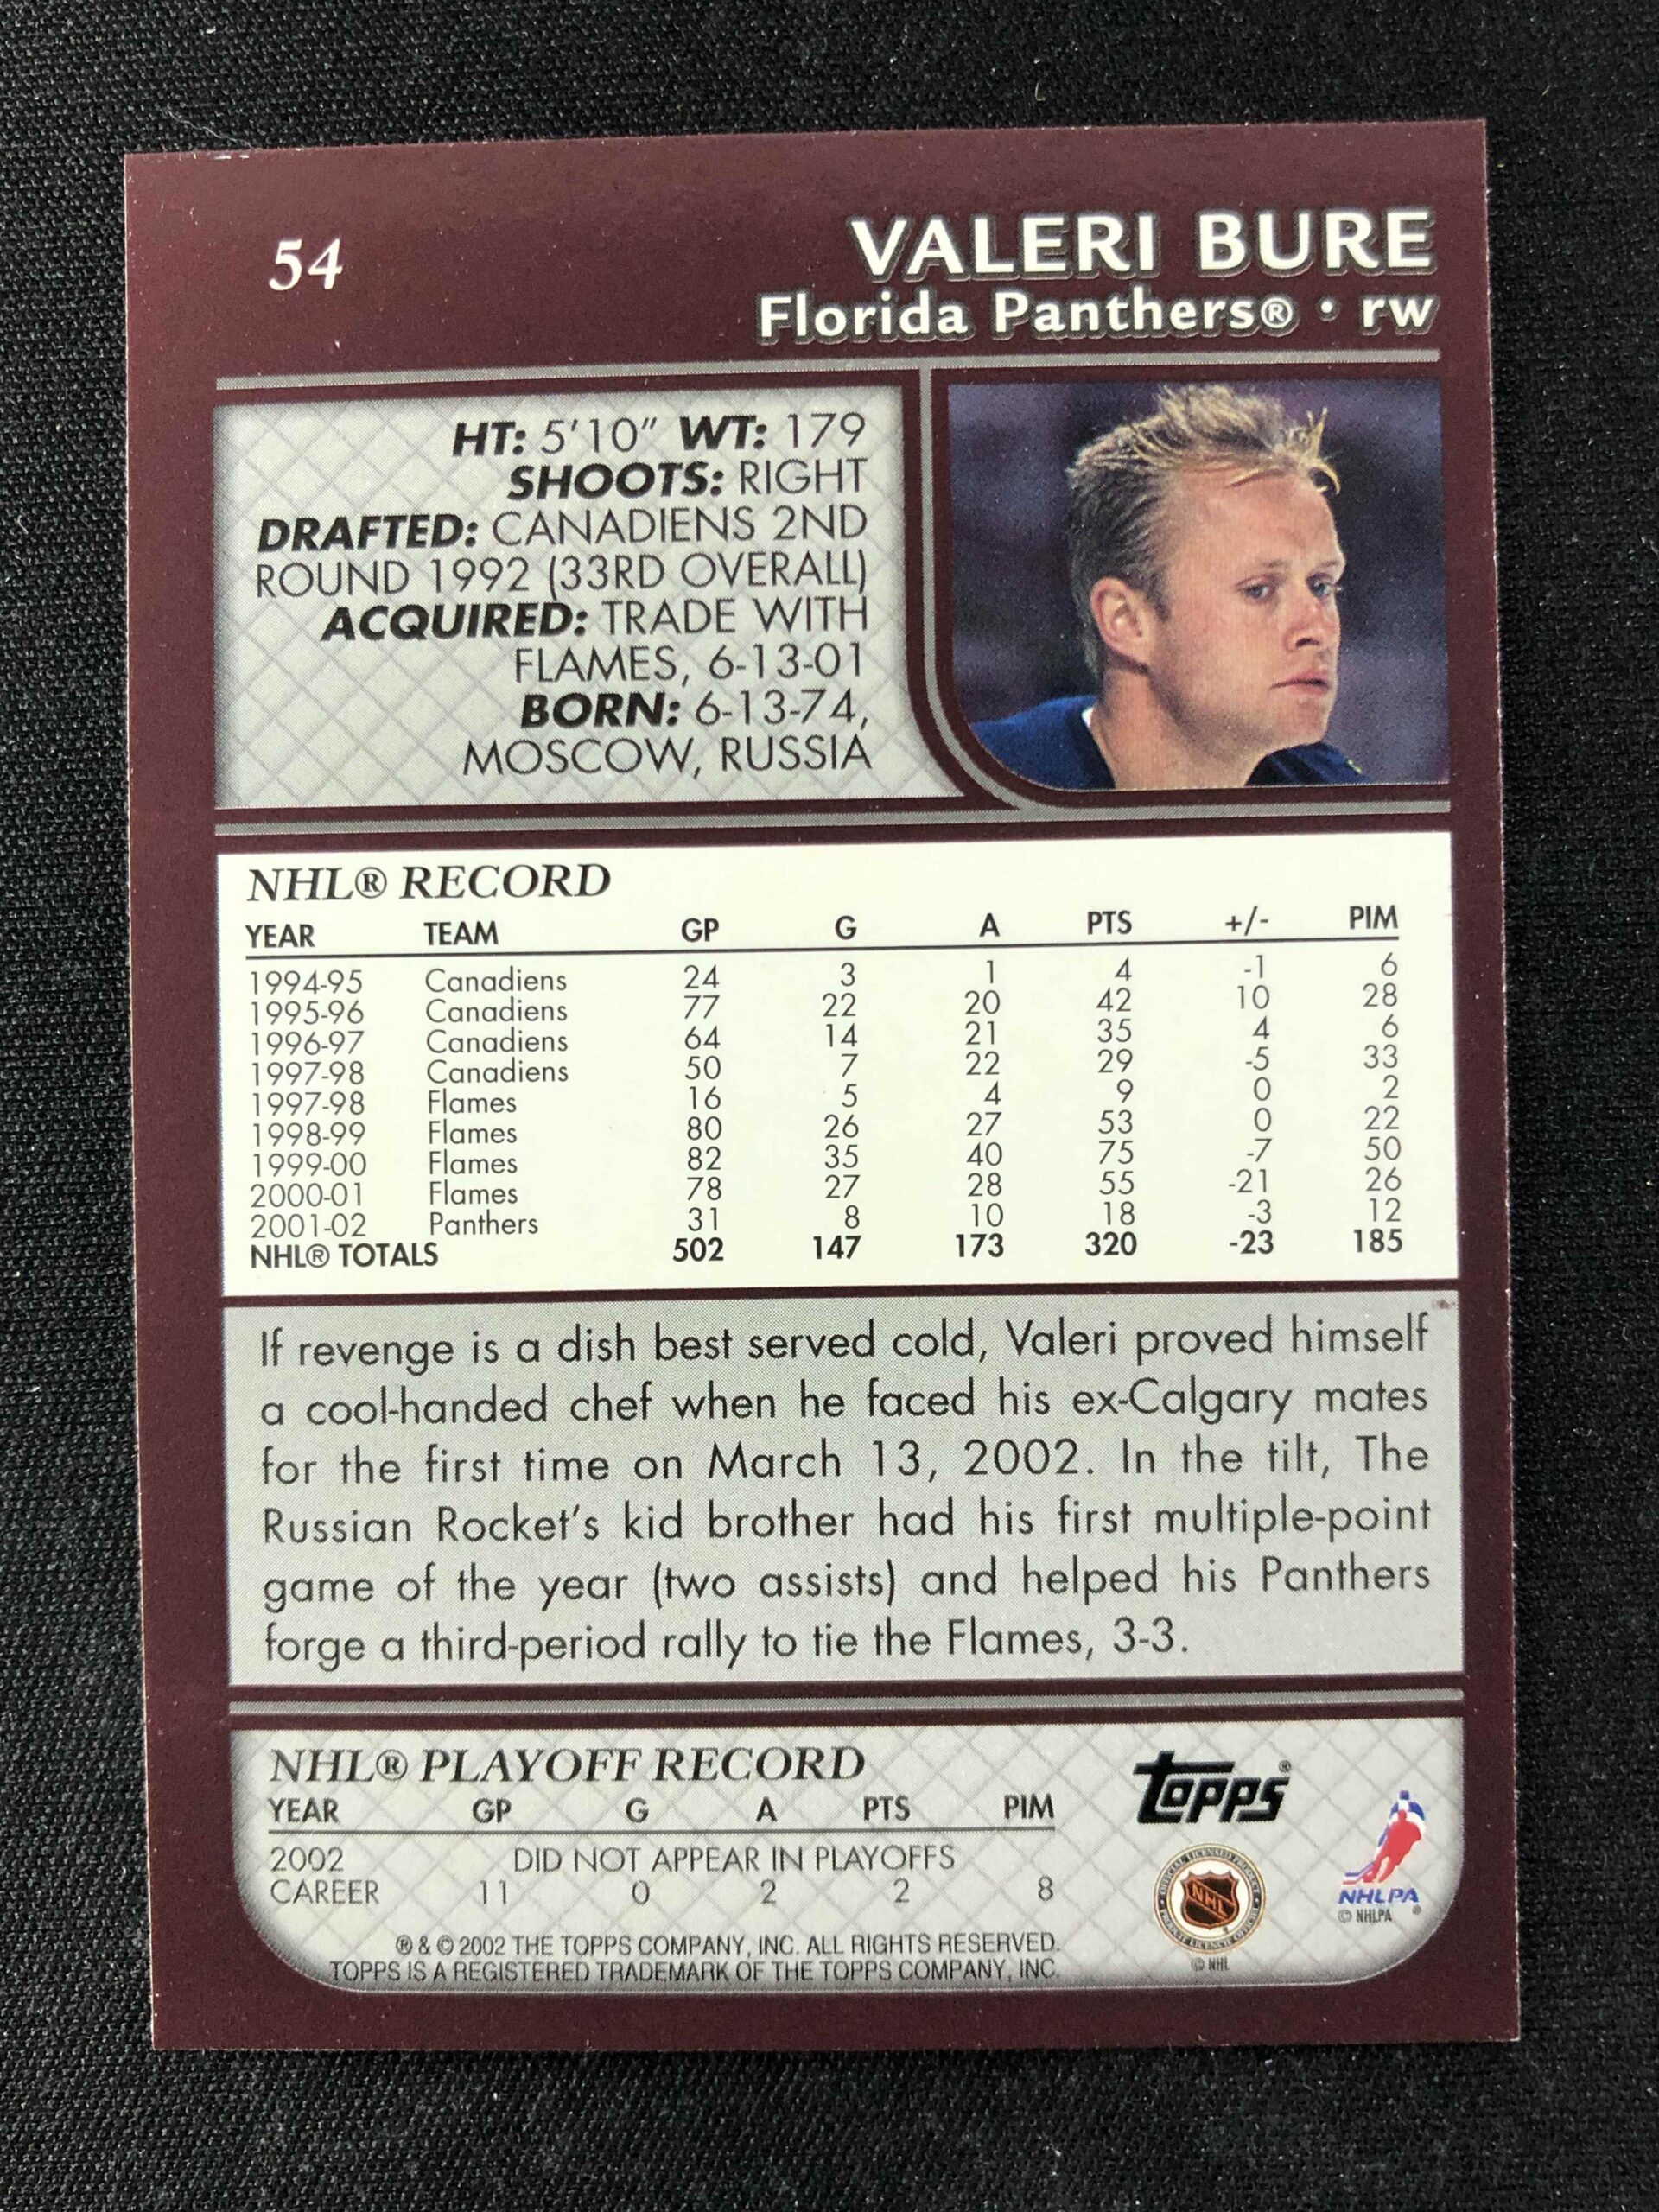 54
VALERI BURE
Florida Panthers® • rw
HT: 5'10" WT: 179
SHOOTS: RIGHT
DRAFTED: CANADIENS 2ND
ROUND 1992 (33RD OVERALL)
ACQUIRED: TRADE WITH
FLAMES, 6-13-01
BORN: 6-13-74,
MOSCOW, RUSSIA
NHL® RECORD
YEAR TEAM GP G A PTS +/- PIM
1994-95 Canadiens 24 3 1 4 -1 6
1995-96 Canadiens 77 22 20 42 10 28
1996-97 Canadiens 64 14 21 35 4 6
1997-98 Canadiens 50 7 22 29 -5 33
1997-98 Flames 16 5 4 9 0 2
1998-99 Flames 80 26 27 53 0 22
1999-00 Flames 82 35 40 75 -7 50
2000-01 Flames 78 27 28 55 -21 26
2001-02 Panthers 31 8 10 18 -3 12
NHL® TOTALS 502 147 173 320 -23 185
If revenge is a dish best served cold, Valeri proved himself
a cool-handed chef when he faced his ex-Calgary mates
for the first time on March 13, 2002. In the tilt, The
Russian Rocket's kid brother had his first multiple-point
game of the year (two assists) and helped his Panthers
forge a third-period rally to tie the Flames, 3-3.
NHL® PLAYOFF RECORD
YEAR GP G A PTS PIM
2002 DID NOT APPEAR IN PLAYOFFS
CAREER 11 0 2 2 8
® & © 2002 THE TOPPS COMPANY, INC. ALL RIGHTS RESERVED.
TOPPS IS A REGISTERED TRADEMARK OF THE TOPPS COMPANY, INC.
Topps®
OFFICIAL LICENSED PRODUCT
NHL
© NHL
NHLPA®
© NHLPA